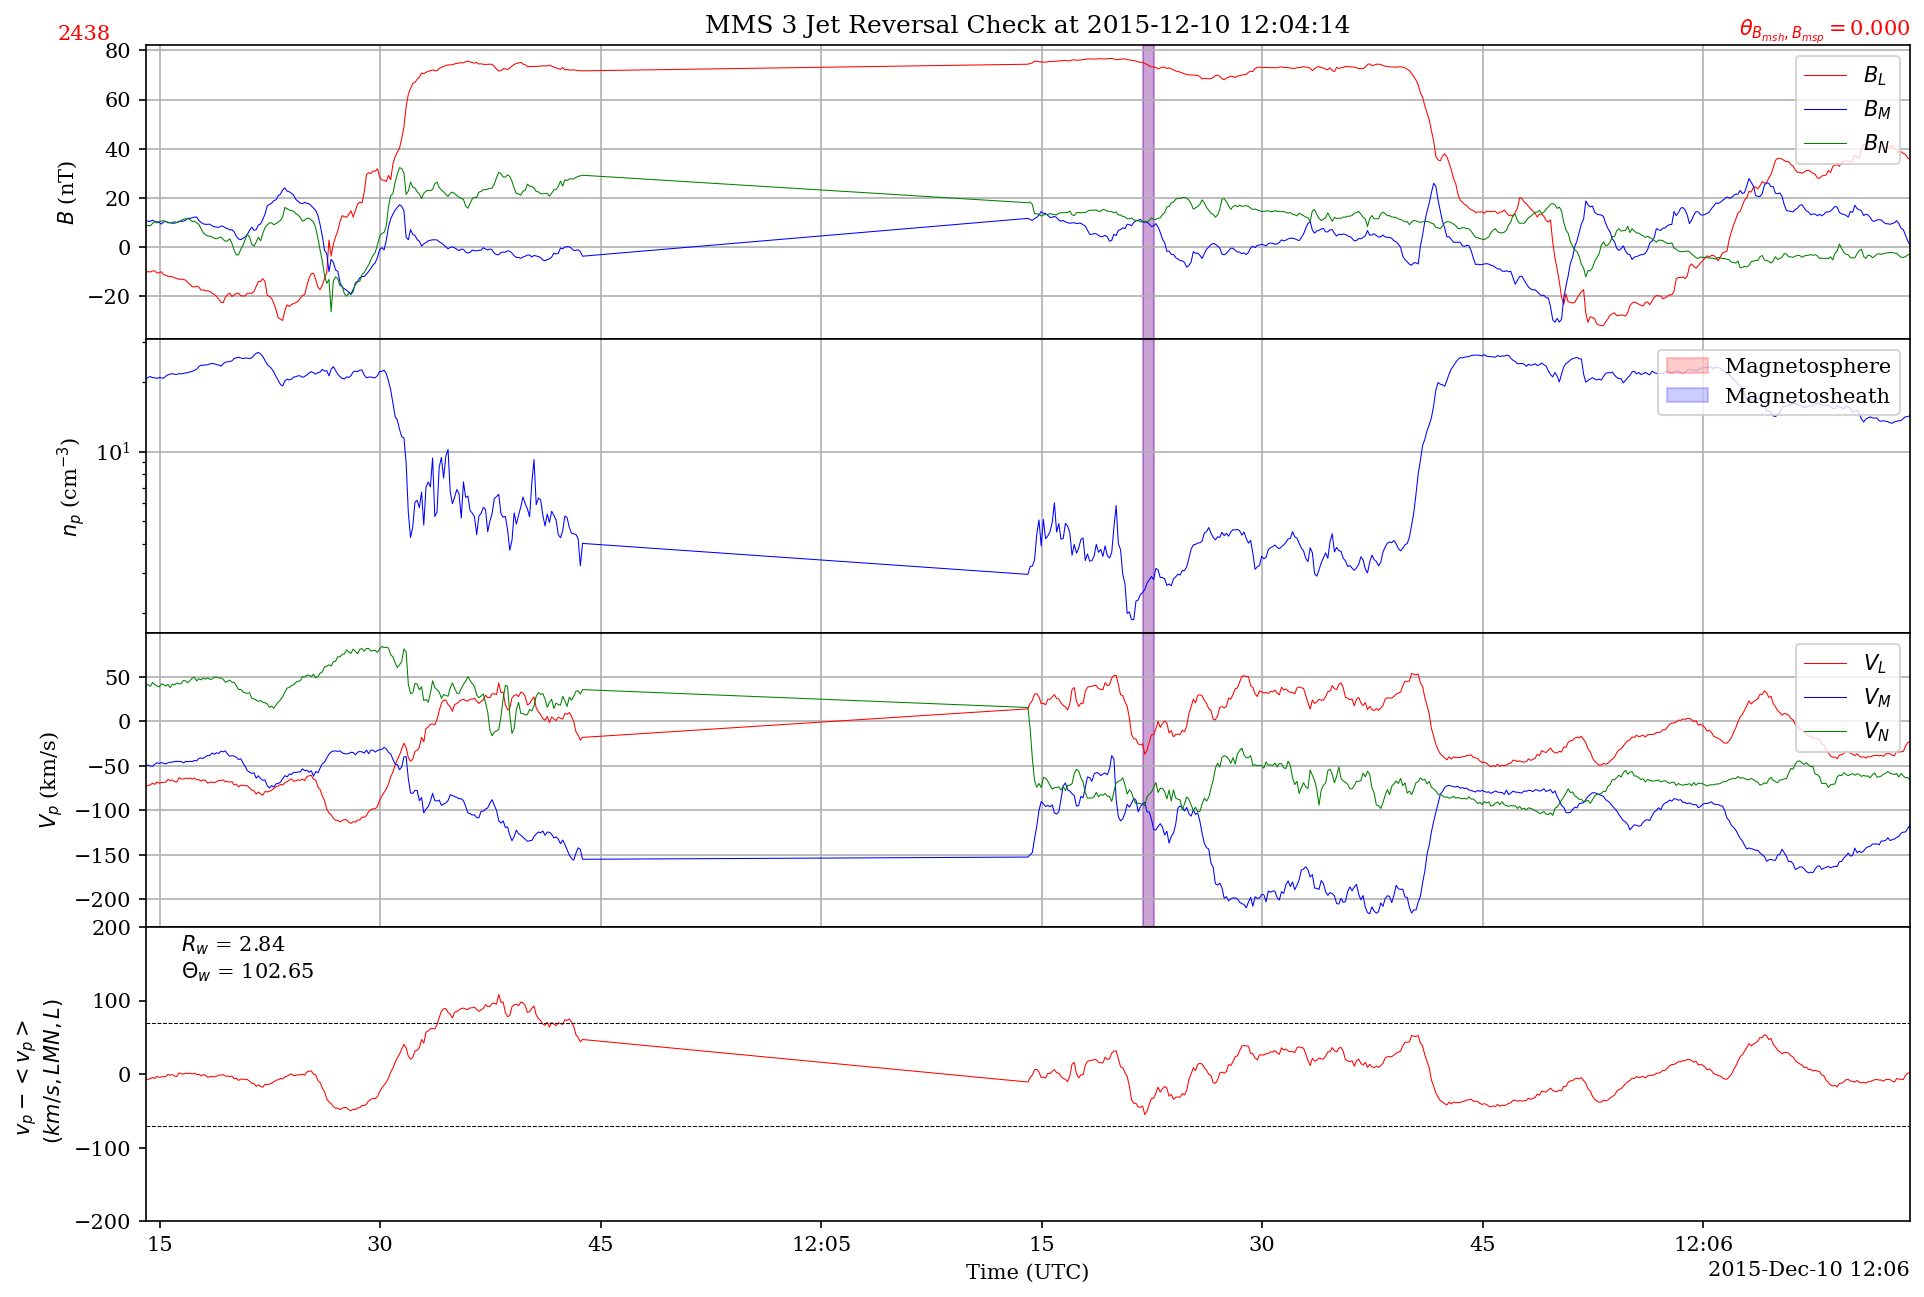 MMS 3 Jet Reversal Check at 2015-12-10 12:04:14
2438
θ_{B_{msh}, B_{msp}} = 0.000
80
60
40
20
0
−20
B (nT)
B_L
B_M
B_N
10^1
n_p (cm^{−3})
Magnetosphere
Magnetosheath
50
0
−50
−100
−150
−200
V_p (km/s)
V_L
V_M
V_N
200
100
0
−100
−200
v_p − < v_p >
(km/s, LMN, L)
R_w = 2.84
Θ_w = 102.65
15 30 45 12:05 15 30 45 12:06
Time (UTC)
2015-Dec-10 12:06